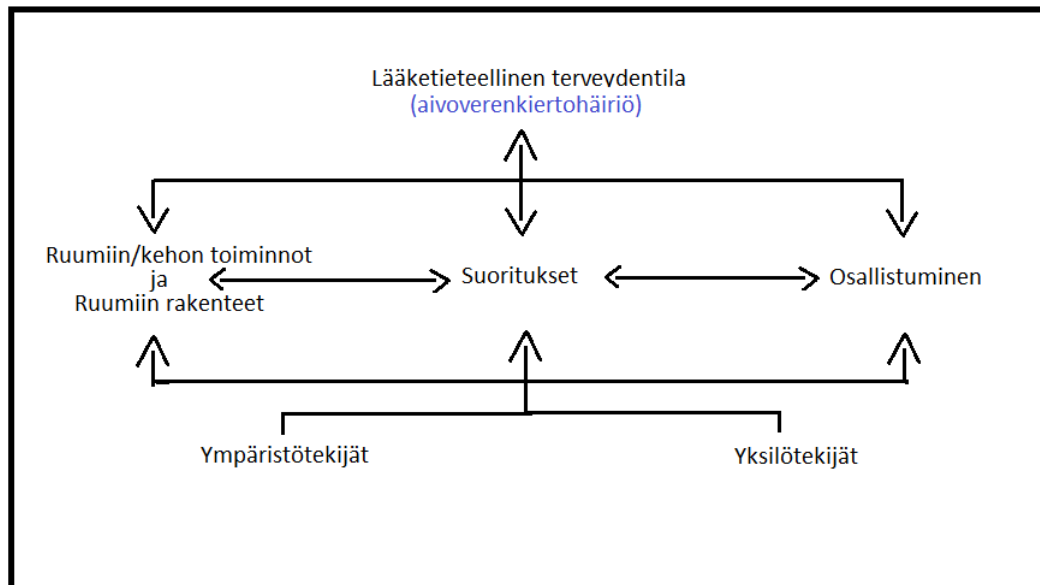 Lääketieteellinen terveydentila
(aivoverenkiertohäiriö)
Ruumiin/kehon toiminnot
ja
Ruumiin rakenteet
Suoritukset
Osallistuminen
Ympäristötekijät
Yksilötekijät